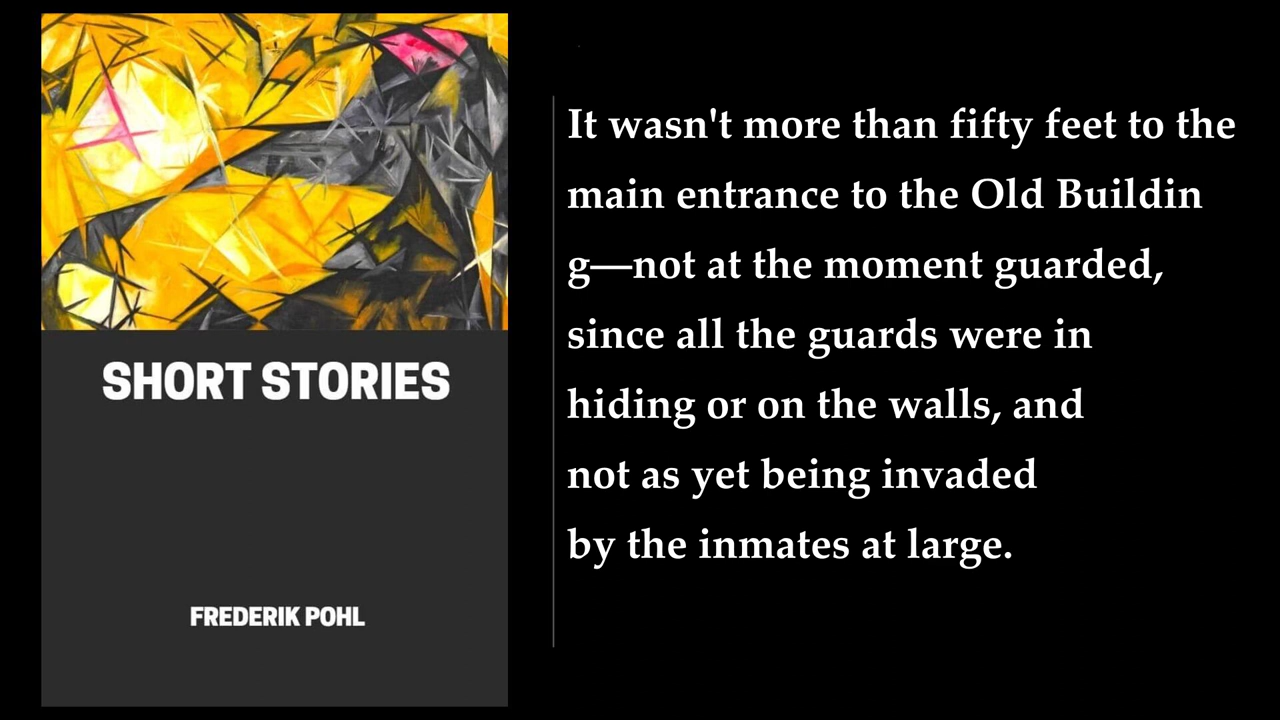 SHORT STORIES
FREDERIK POHL
It wasn't more than fifty feet to the
main entrance to the Old Buildin
g—not at the moment guarded,
since all the guards were in
hiding or on the walls, and
not as yet being invaded
by the inmates at large.